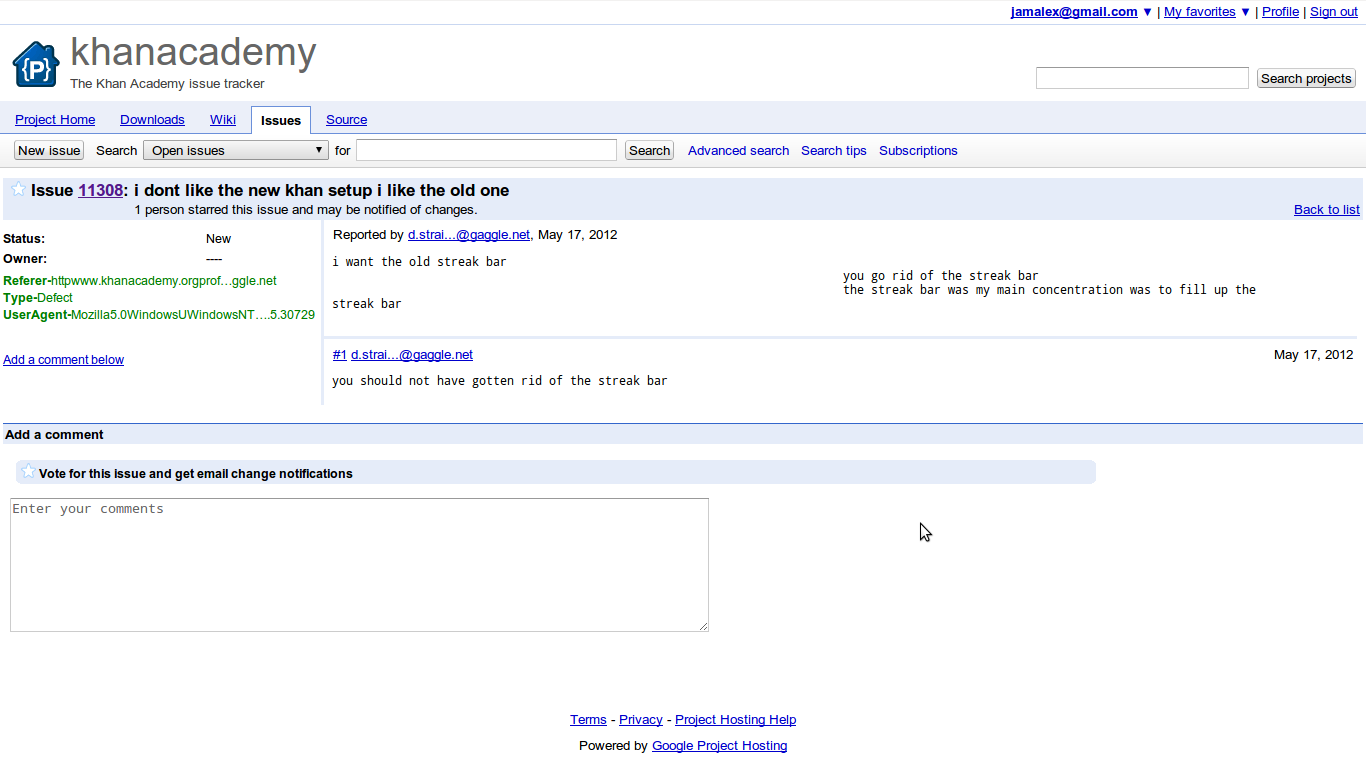 jamalex@gmail.com ▼ | My favorites ▼ | Profile | Sign out
{P}
khanacademy
The Khan Academy issue tracker
Search projects
Project Home Downloads Wiki Issues Source
New issue Search Open issues ▼ for Search Advanced search Search tips Subscriptions
Issue 11308: i dont like the new khan setup i like the old one
1 person starred this issue and may be notified of changes. Back to list
Status: New
Owner: ----
Referer-httpwww.khanacademy.orgprof…ggle.net
Type-Defect
UserAgent-Mozilla5.0WindowsUWindowsNT….5.30729
Add a comment below
Reported by d.strai...@gaggle.net, May 17, 2012
i want the old streak bar
you go rid of the streak bar
the streak bar was my main concentration was to fill up the
streak bar
#1 d.strai...@gaggle.net May 17, 2012
you should not have gotten rid of the streak bar
Add a comment
Vote for this issue and get email change notifications
Enter your comments
Terms - Privacy - Project Hosting Help
Powered by Google Project Hosting